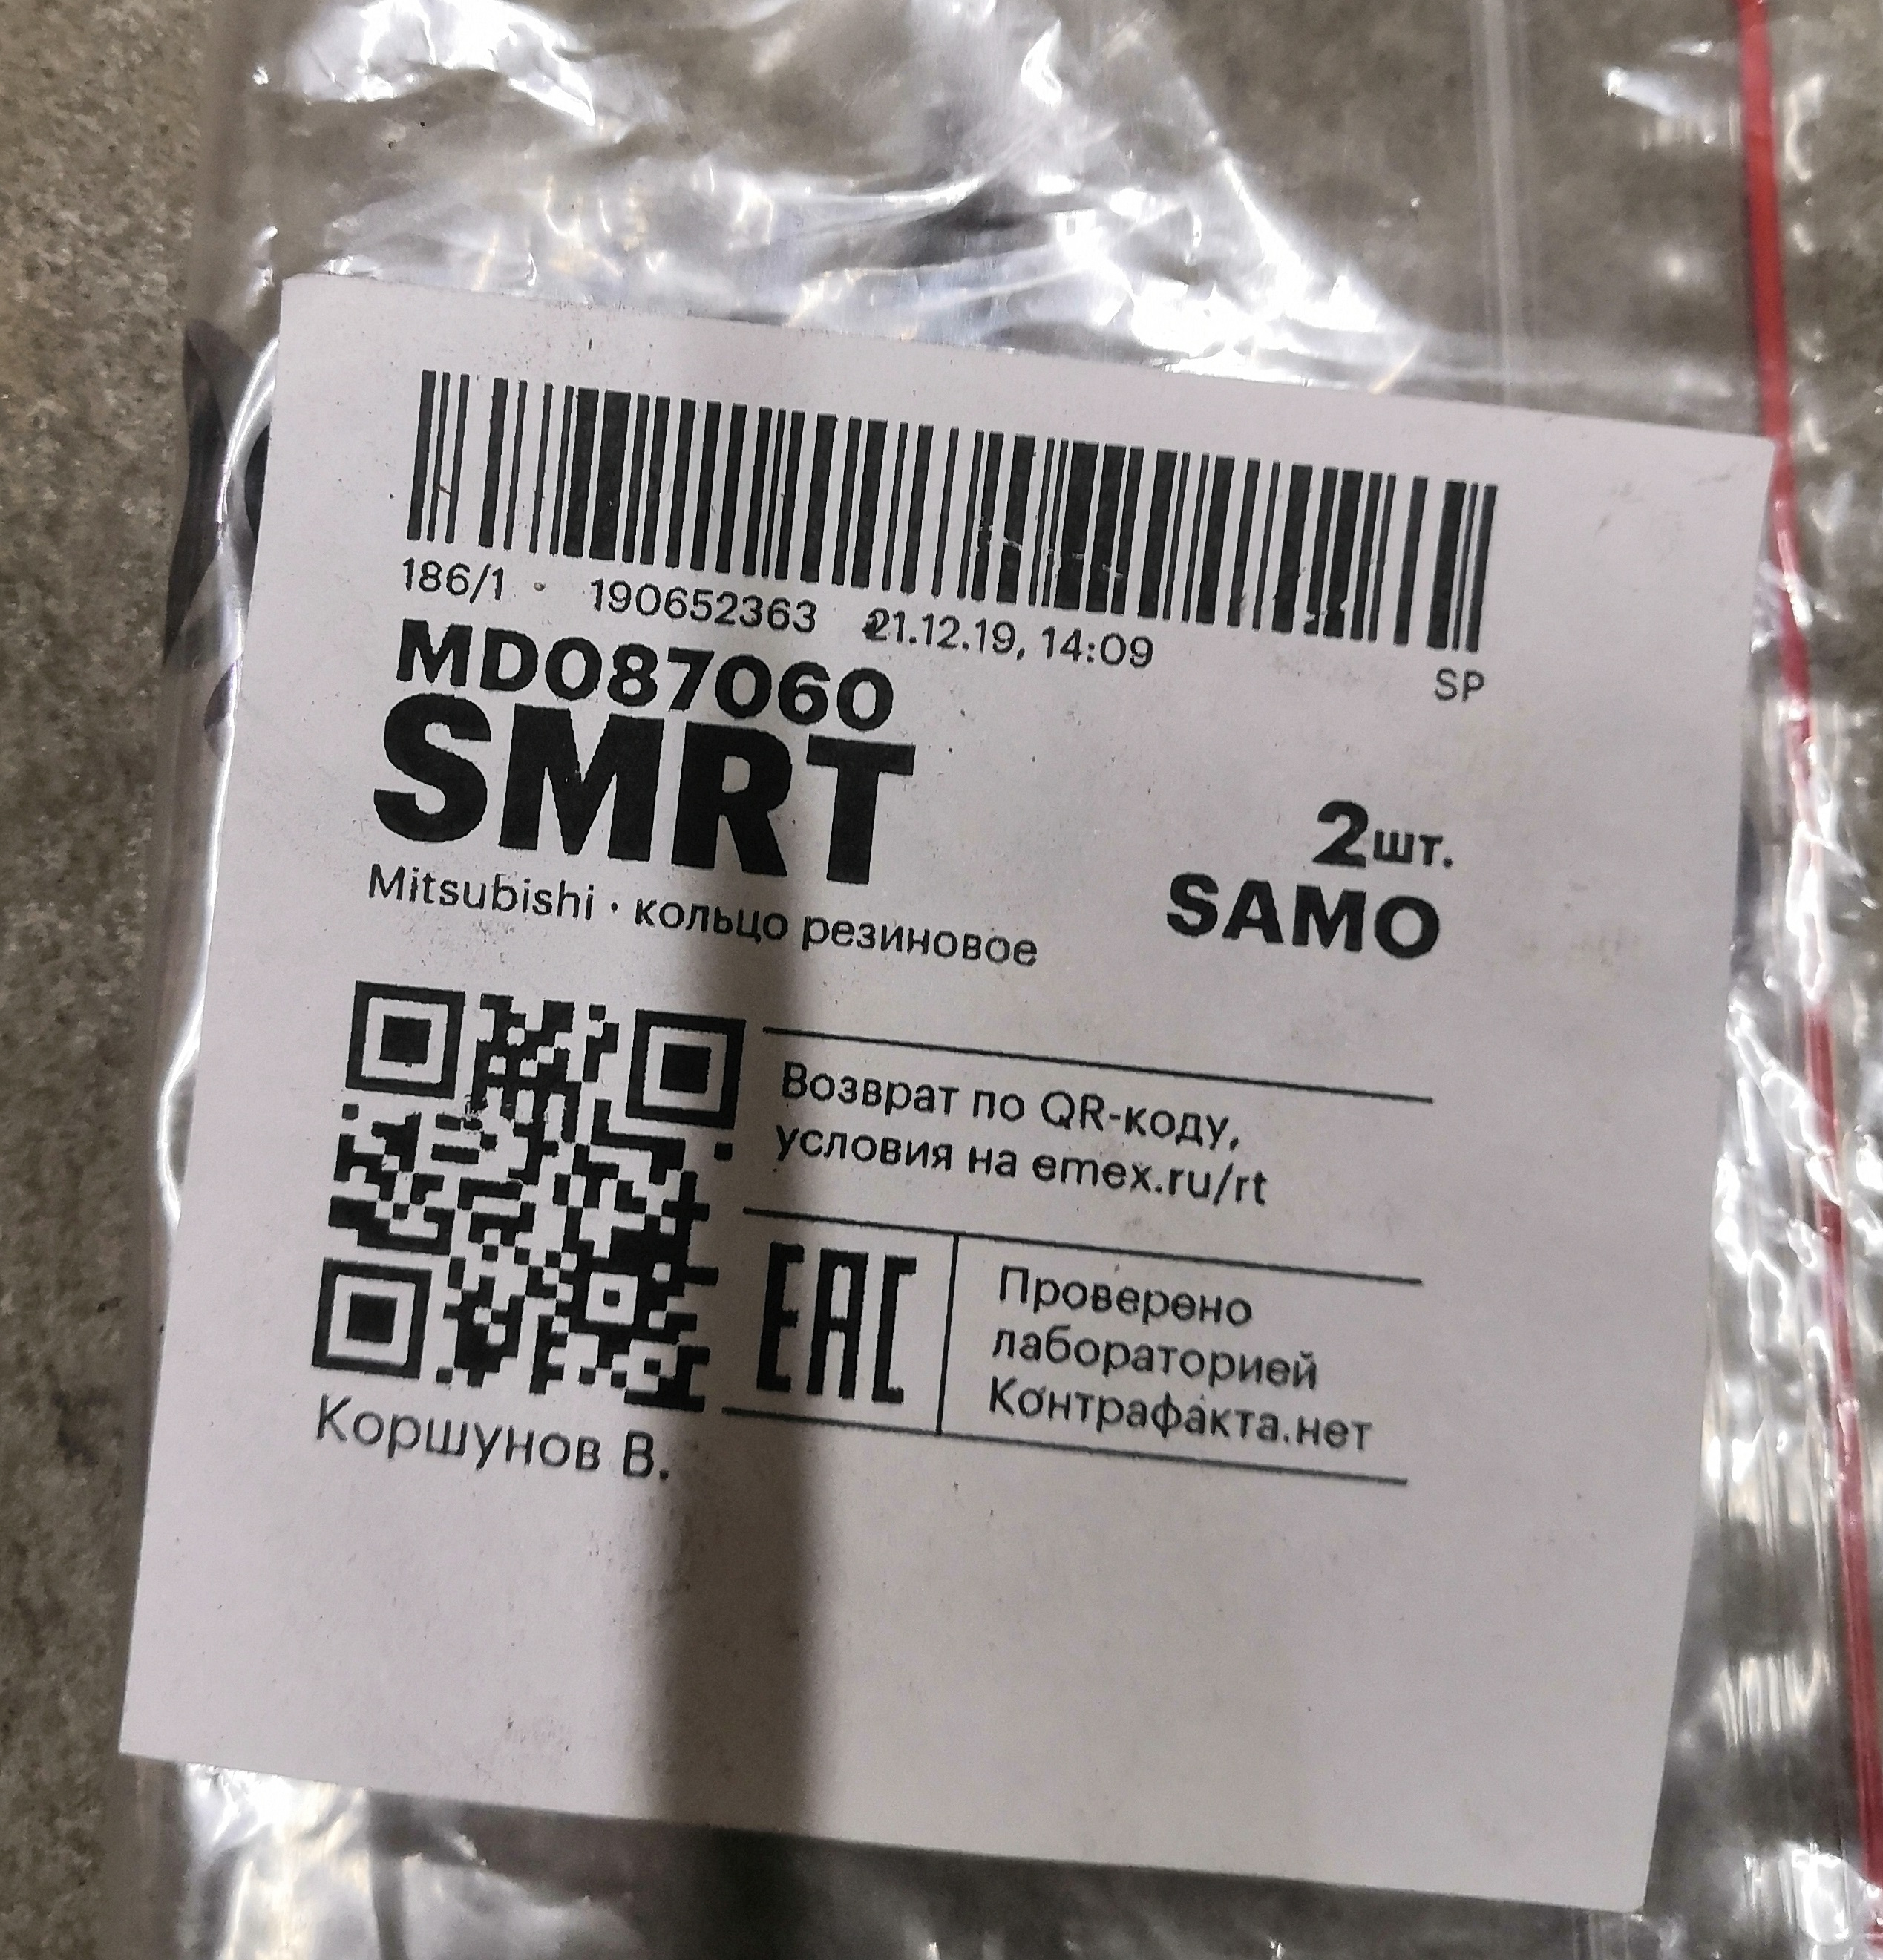 186/1 · 190652363 21.12.19, 14:09
SP
MD087060
SMRT
2шт.
SAMO
Mitsubishi · кольцо резиновое
Возврат по QR-коду,
условия на emex.ru/rt
EAC
Проверено
лабораторией
Контрафакта.нет
Коршунов В.